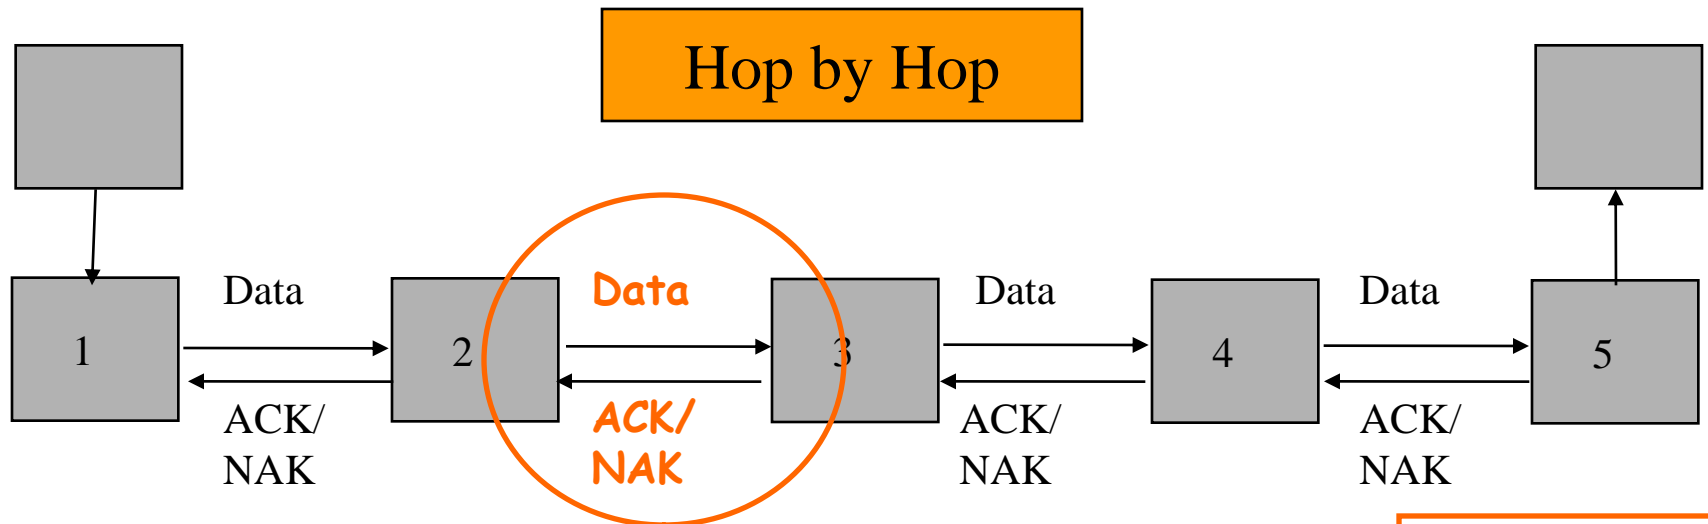 Hop by Hop
Data
Data
Data
Data
1
2
3
4
5
ACK/
NAK
ACK/
NAK
ACK/
NAK
ACK/
NAK